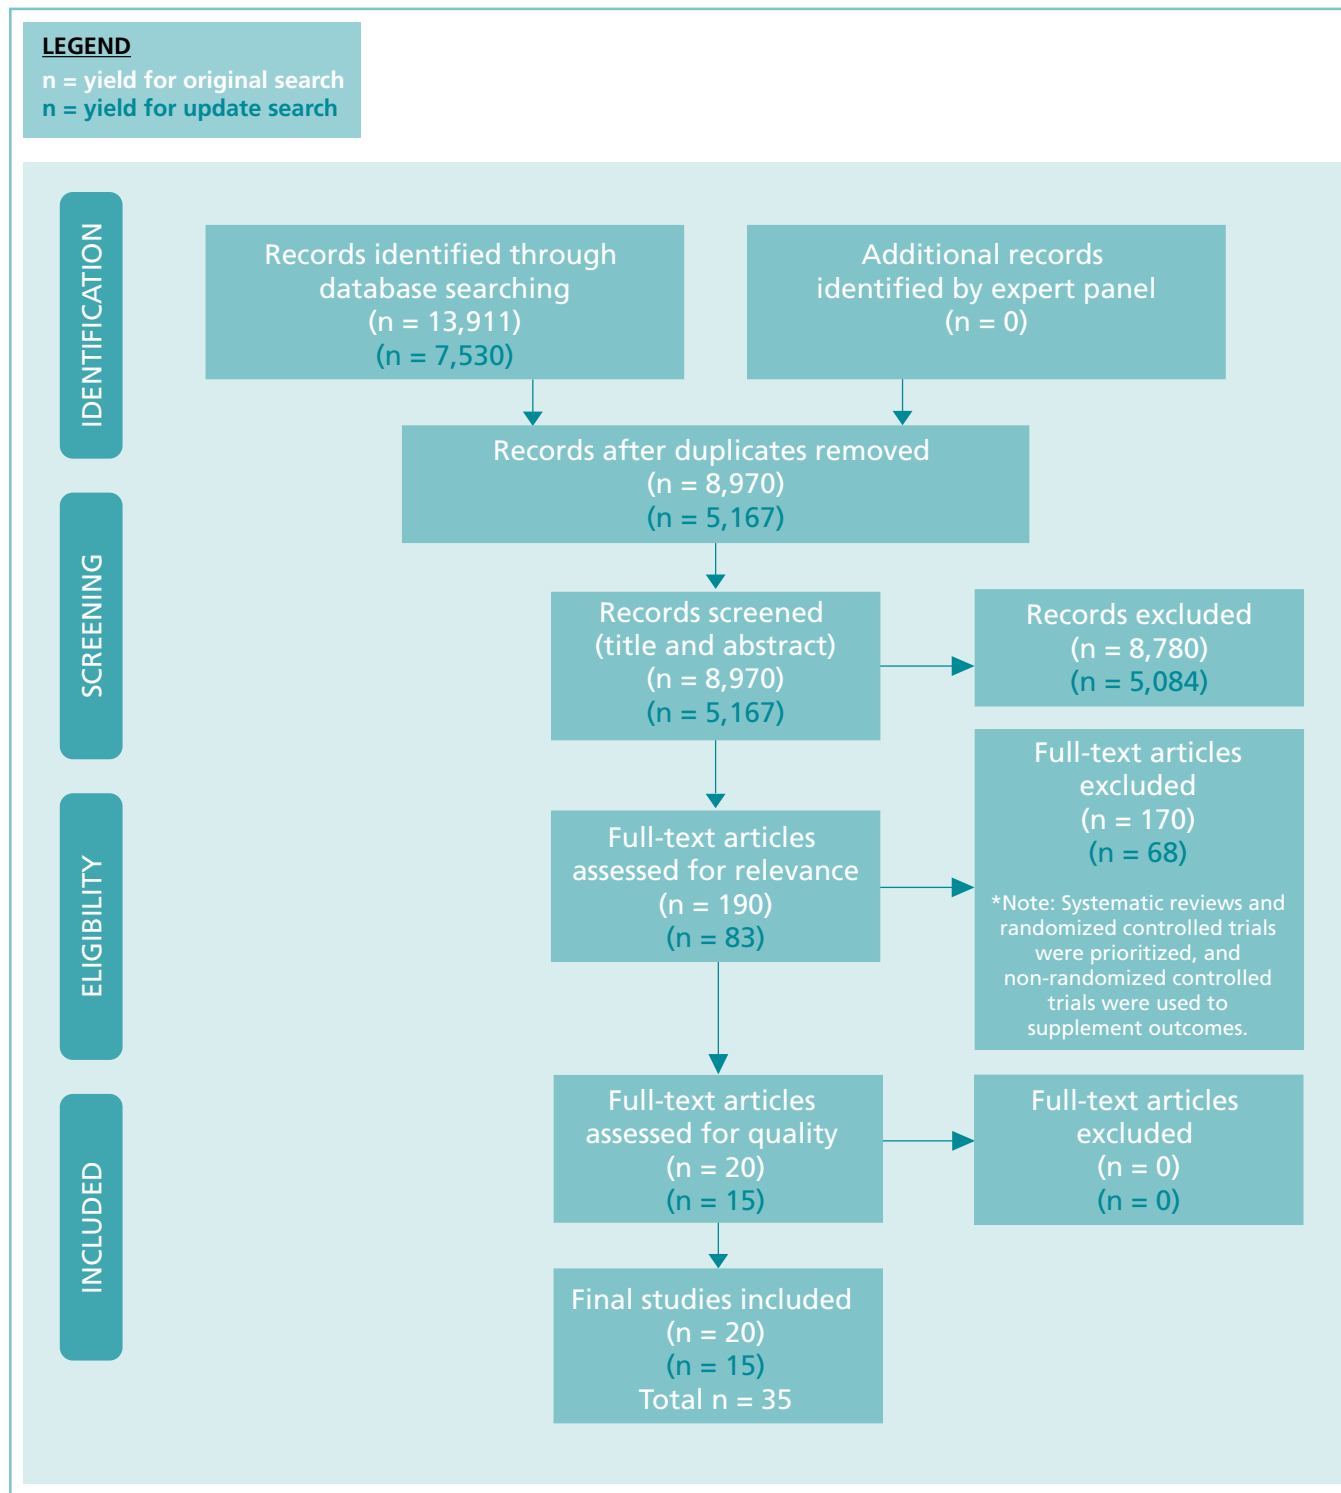 LEGEND
n = yield for original search
n = yield for update search
IDENTIFICATION
Records identified through
database searching
(n = 13,911)
(n = 7,530)
Additional records
identified by expert panel
(n = 0)
Records after duplicates removed
(n = 8,970)
(n = 5,167)
SCREENING
Records screened
(title and abstract)
(n = 8,970)
(n = 5,167)
Records excluded
(n = 8,780)
(n = 5,084)
ELIGIBILITY
Full-text articles
assessed for relevance
(n = 190)
(n = 83)
Full-text articles
excluded
(n = 170)
(n = 68)
*Note: Systematic reviews and
randomized controlled trials
were prioritized, and
non-randomized controlled
trials were used to
supplement outcomes.
INCLUDED
Full-text articles
assessed for quality
(n = 20)
(n = 15)
Full-text articles
excluded
(n = 0)
(n = 0)
Final studies included
(n = 20)
(n = 15)
Total n = 35